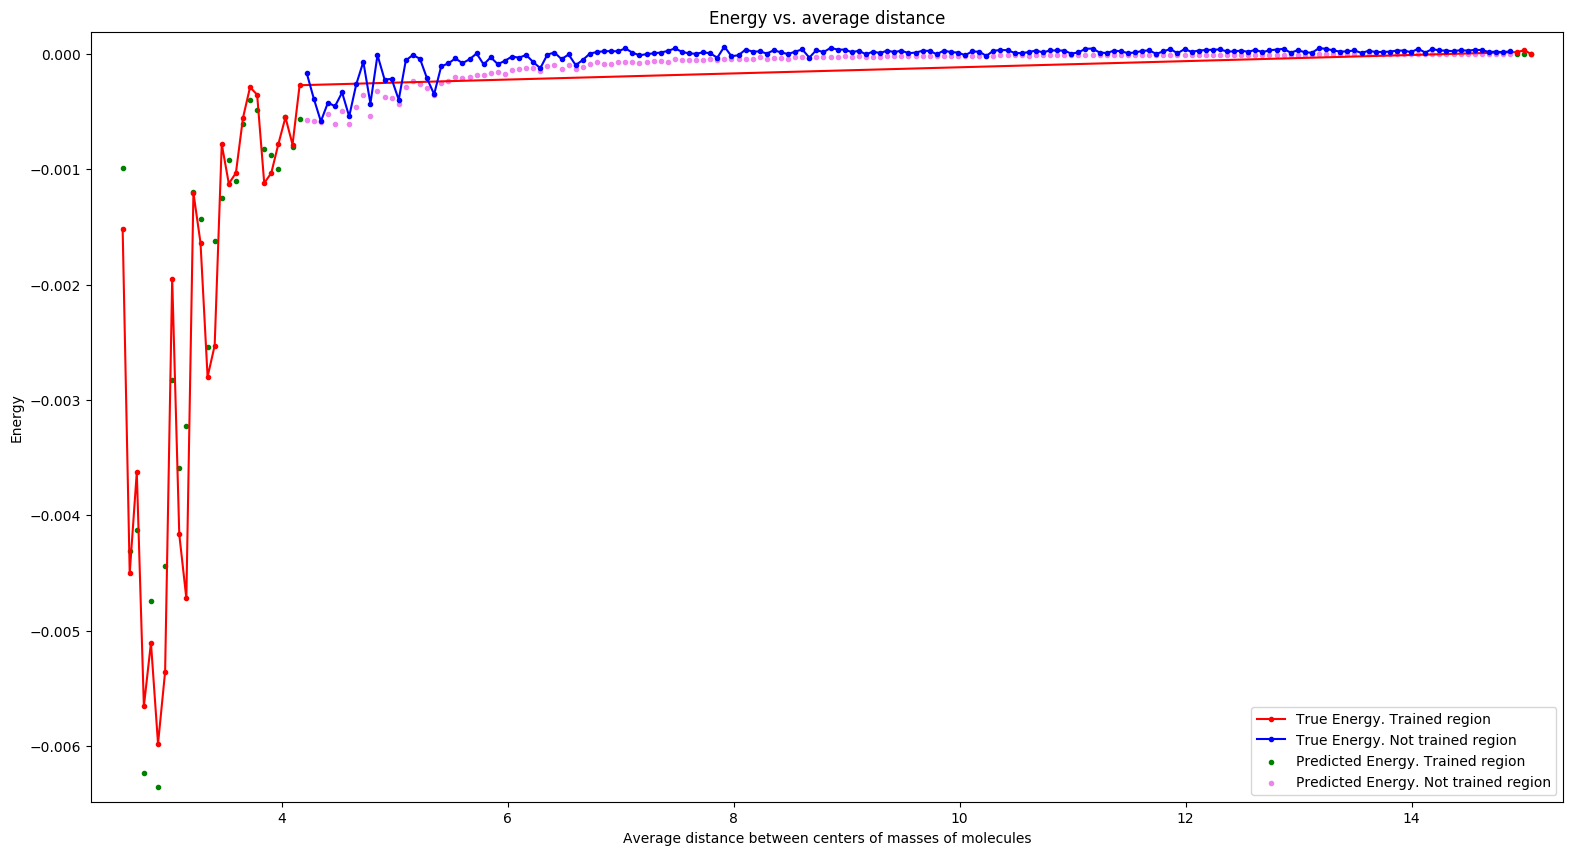 Energy vs. average distance
0.000
−0.001
−0.002
−0.003
−0.004
−0.005
−0.006
Energy
4
6
8
10
12
14
Average distance between centers of masses of molecules
True Energy. Trained region
True Energy. Not trained region
Predicted Energy. Trained region
Predicted Energy. Not trained region